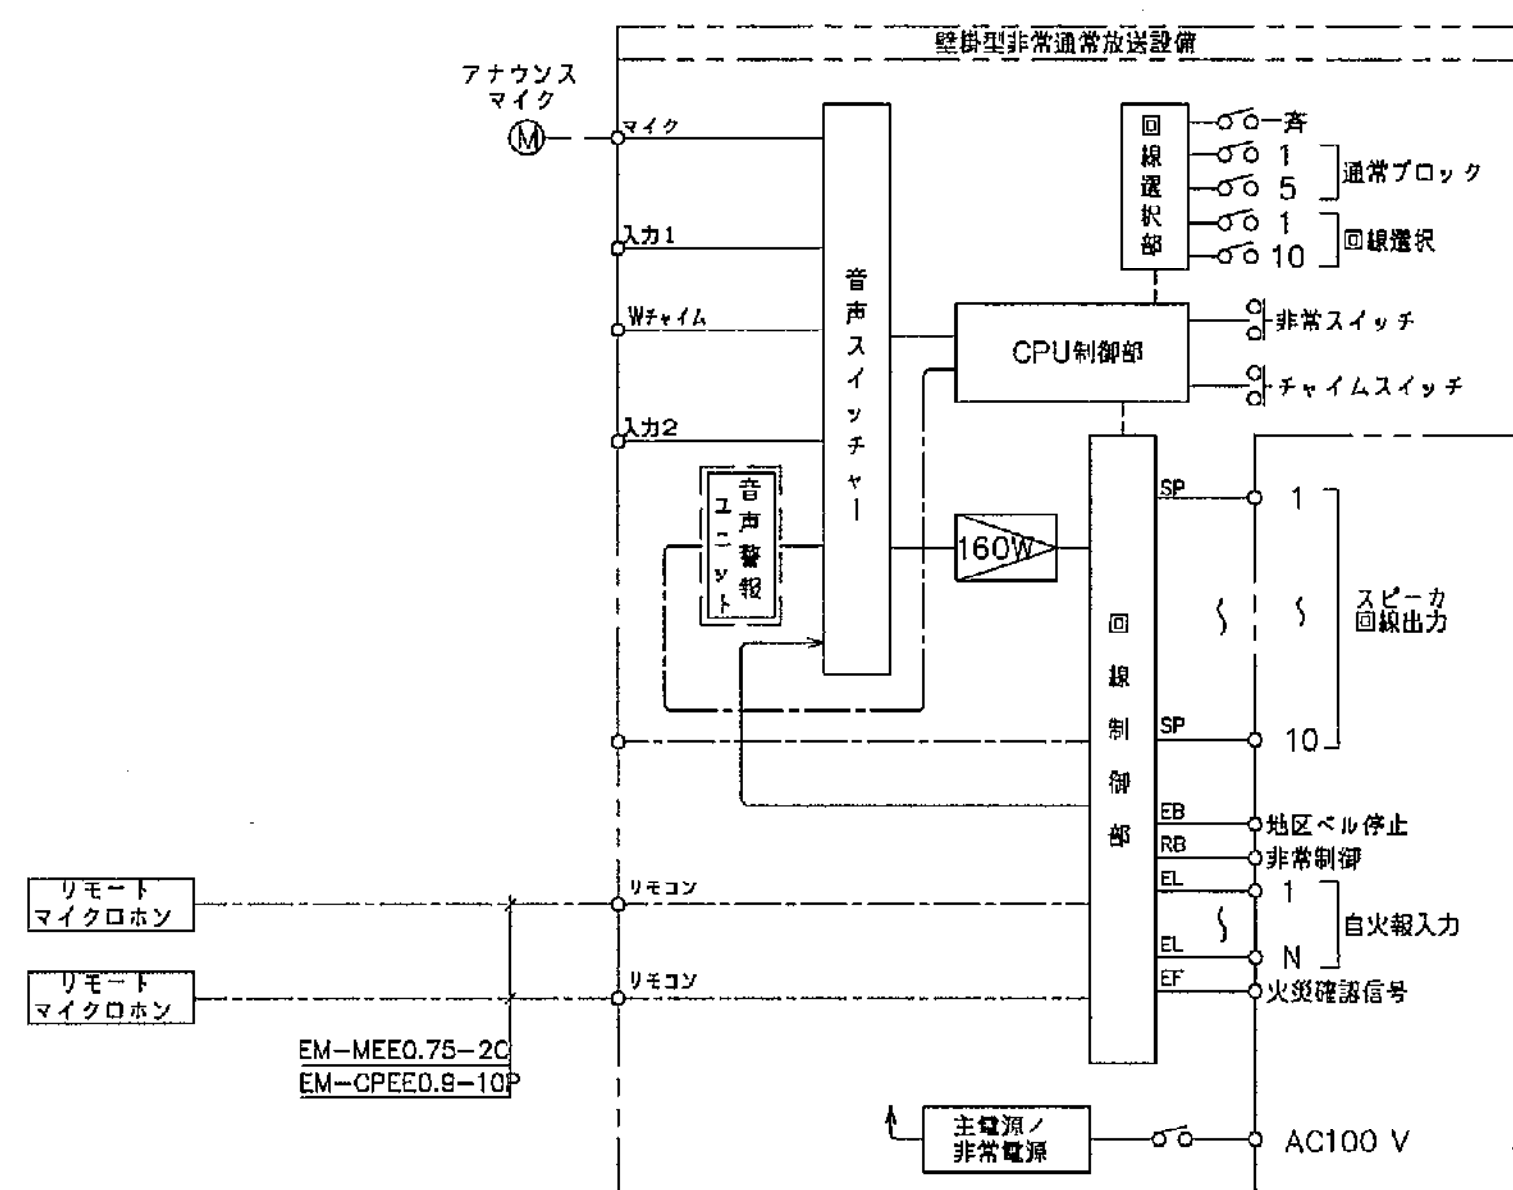 壁掛型非常通常放送設備
アナウンス
マイク
M
マイク
入力1
Wチャイム
入力2
音声スイッチャー
音声警報
ユニット
回線選択部
一斉
1
5
通常ブロック
1
10
回線選択
CPU制御部
非常スイッチ
チャイムスイッチ
160W
回線制御部
SP
1
~
~
スピーカ
回線出力
SP
10
EB
地区ベル停止
RB
非常制御
EL
1
~
自火報入力
EL
N
EF
火災確認信号
リモート
マイクロホン
リモコン
リモート
マイクロホン
リモコン
EM-MEE0.75-2C
EM-CPEE0.9-10P
主電源/
非常電源
AC100 V